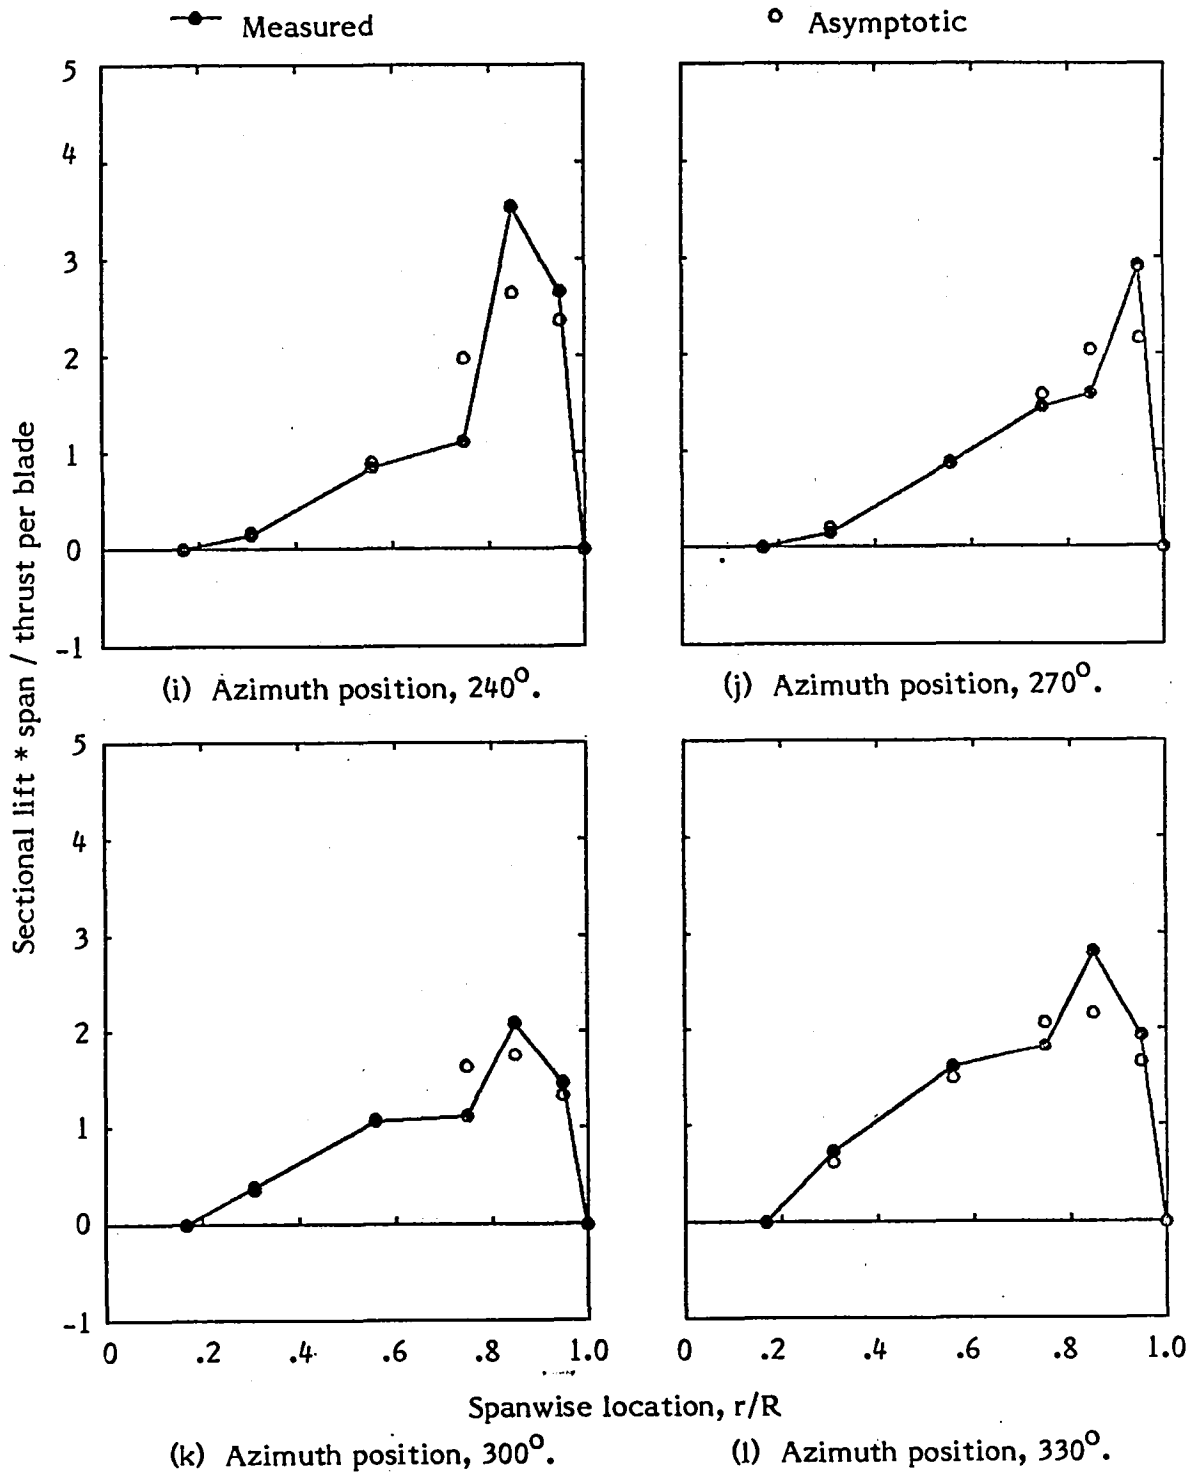 Measured
Asymptotic
5
4
3
2
1
0
-1
(i) Azimuth position, 240°.
(j) Azimuth position, 270°.
Sectional lift * span / thrust per blade
5
4
3
2
1
0
-1
0 .2 .4 .6 .8 1.0
0 .2 .4 .6 .8 1.0
Spanwise location, r/R
(k) Azimuth position, 300°.
(l) Azimuth position, 330°.